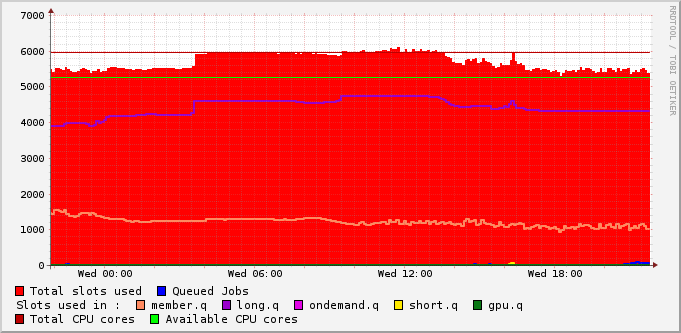 7000
6000
5000
4000
3000
2000
1000
0
Wed 00:00 Wed 06:00 Wed 12:00 Wed 18:00
RRDTOOL / TOBI OETIKER
Total slots used Queued Jobs
Slots used in : member.q long.q ondemand.q short.q gpu.q
Total CPU cores Available CPU cores